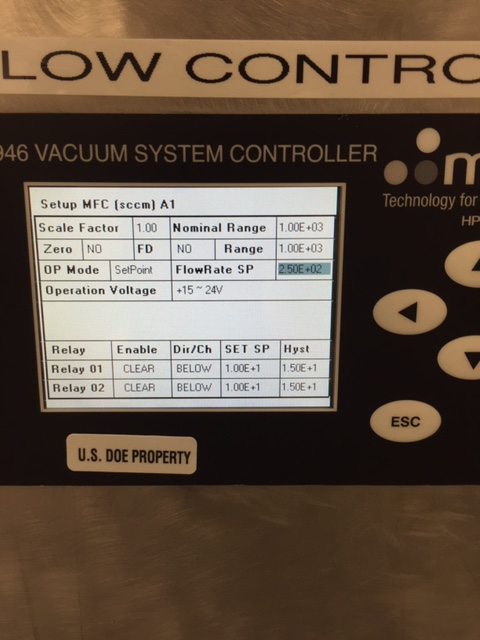 LOW CONTRO
946 VACUUM SYSTEM CONTROLLER
m
Technology for
HP
Setup MFC (sccm) A1
Scale Factor 1.00 Nominal Range 1.00E+03
Zero NO FD NO Range 1.00E+03
OP Mode SetPoint FlowRate SP 2.50E+02
Operation Voltage +15 ~ 24V
Relay Enable Dir/Ch SET SP Hyst
Relay 01 CLEAR BELOW 1.00E+1 1.50E+1
Relay 02 CLEAR BELOW 1.00E+1 1.50E+1
ESC
U.S. DOE PROPERTY